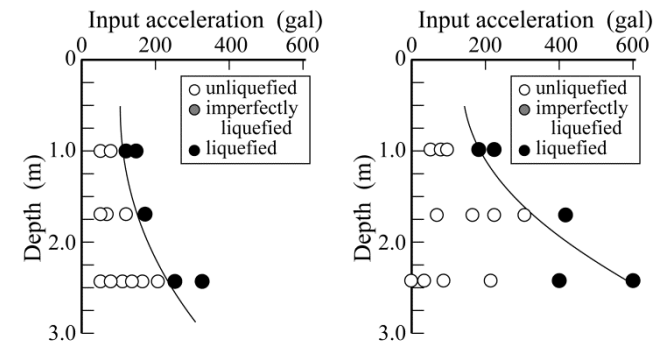 Input acceleration (gal)
0 200 400 600
0
unliquefied
imperfectly
liquefied
liquefied
1.0
2.0
3.0
Depth (m)
Input acceleration (gal)
0 200 400 600
0
unliquefied
imperfectly
liquefied
liquefied
1.0
2.0
3.0
Depth (m)